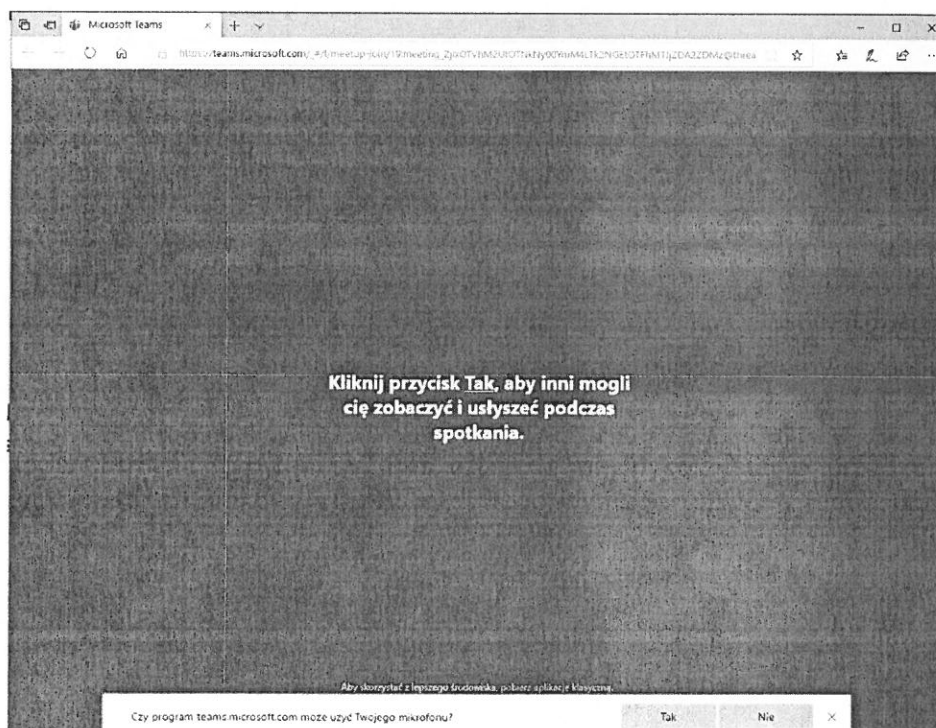 Microsoft Teams
teams.microsoft.com
Kliknij przycisk Tak, aby inni mogli
cię zobaczyć i usłyszeć podczas
spotkania.
Aby skorzystać z lepszego środowiska, pobierz aplikację klasyczną.
Czy program teams.microsoft.com może użyć Twojego mikrofonu? Tak Nie